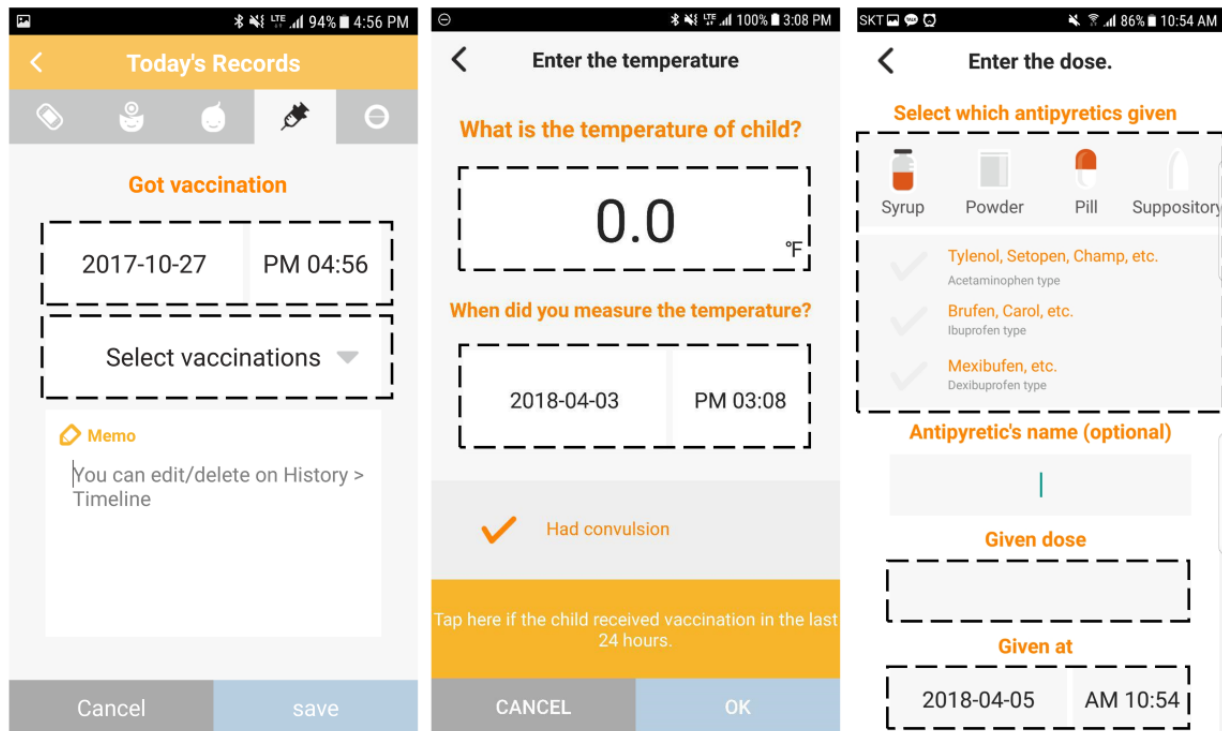 94% 4:56 PM
Today's Records
Got vaccination
2017-10-27 PM 04:56
Select vaccinations
Memo
You can edit/delete on History >
Timeline
Cancel save
LTE 100% 3:08 PM
Enter the temperature
What is the temperature of child?
0.0
°F
When did you measure the temperature?
2018-04-03 PM 03:08
Had convulsion
Tap here if the child received vaccination in the last
24 hours.
CANCEL OK
SKT 86% 10:54 AM
Enter the dose.
Select which antipyretics given
Syrup Powder Pill Suppository
Tylenol, Setopen, Champ, etc.
Acetaminophen type
Brufen, Carol, etc.
Ibuprofen type
Mexibufen, etc.
Dexibuprofen type
Antipyretic's name (optional)
Given dose
Given at
2018-04-05 AM 10:54